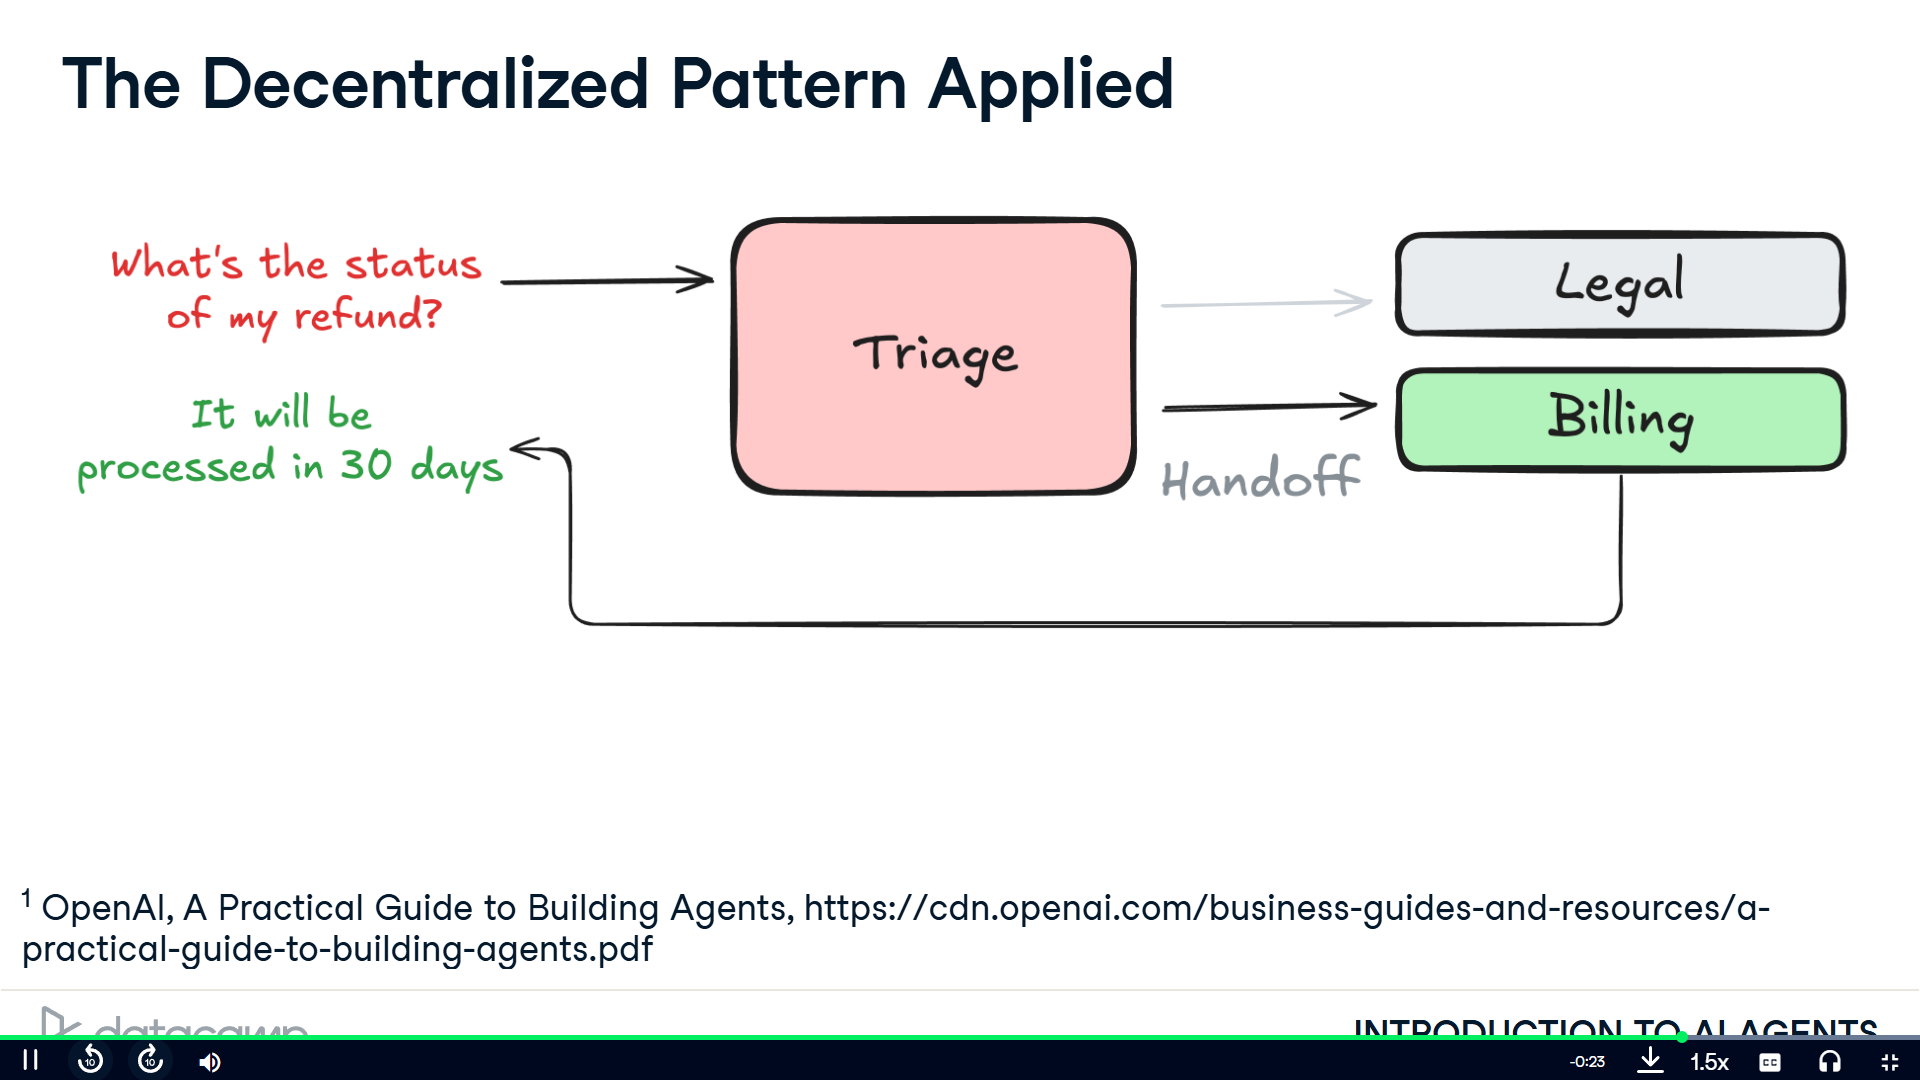 The Decentralized Pattern Applied
What's the status
of my refund?
It will be
processed in 30 days
Triage
Handoff
Legal
Billing
1 OpenAI, A Practical Guide to Building Agents, https://cdn.openai.com/business-guides-and-resources/a-
practical-guide-to-building-agents.pdf
datacamp
INTRODUCTION TO AI AGENTS
10
10
-0:23
1.5x
CC